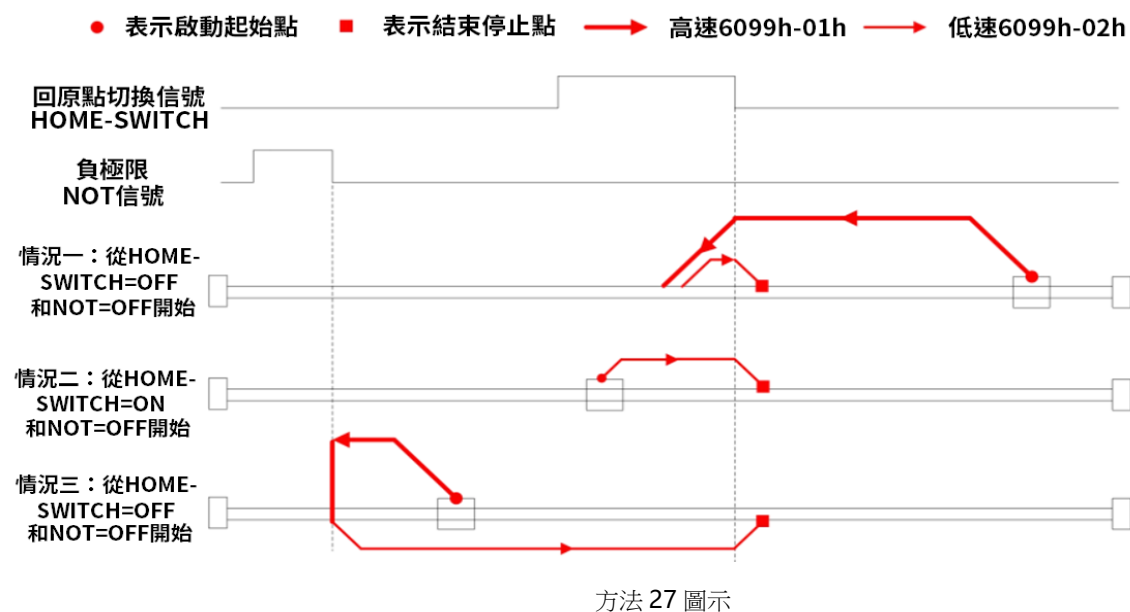 表示啟動起始點 表示結束停止點 高速6099h-01h 低速6099h-02h
回原點切換信號
HOME-SWITCH
負極限
NOT信號
情況一：從HOME-
SWITCH=OFF
和NOT=OFF開始
情況二：從HOME-
SWITCH=ON
和NOT=OFF開始
情況三：從HOME-
SWITCH=OFF
和NOT=OFF開始
方法 27 圖示